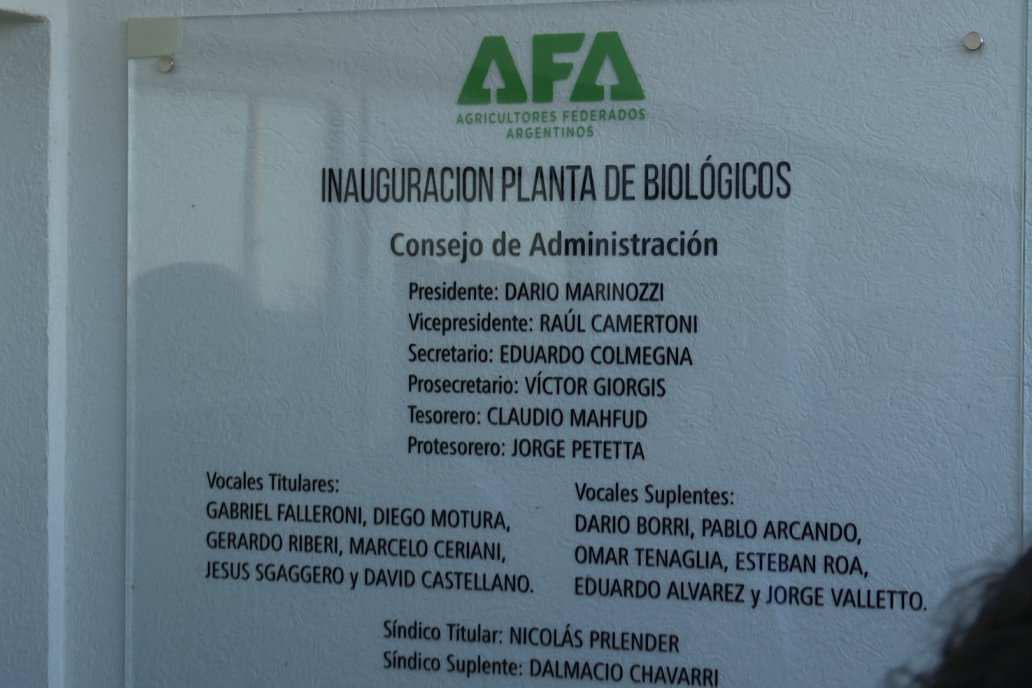 AFA
AGRICULTORES FEDERADOS
ARGENTINOS
INAUGURACION PLANTA DE BIOLÓGICOS
Consejo de Administración
Presidente: DARIO MARINOZZI
Vicepresidente: RAÚL CAMERTONI
Secretario: EDUARDO COLMEGNA
Prosecretario: VÍCTOR GIORGIS
Tesorero: CLAUDIO MAHFUD
Protesorero: JORGE PETETTA
Vocales Titulares:
GABRIEL FALLERONI, DIEGO MOTURA,
GERARDO RIBERI, MARCELO CERIANI,
JESUS SGAGGERO y DAVID CASTELLANO.
Vocales Suplentes:
DARIO BORRI, PABLO ARCANDO,
OMAR TENAGLIA, ESTEBAN ROA,
EDUARDO ALVAREZ y JORGE VALLETTO.
Síndico Titular: NICOLÁS PRLENDER
Síndico Suplente: DALMACIO CHAVARRI